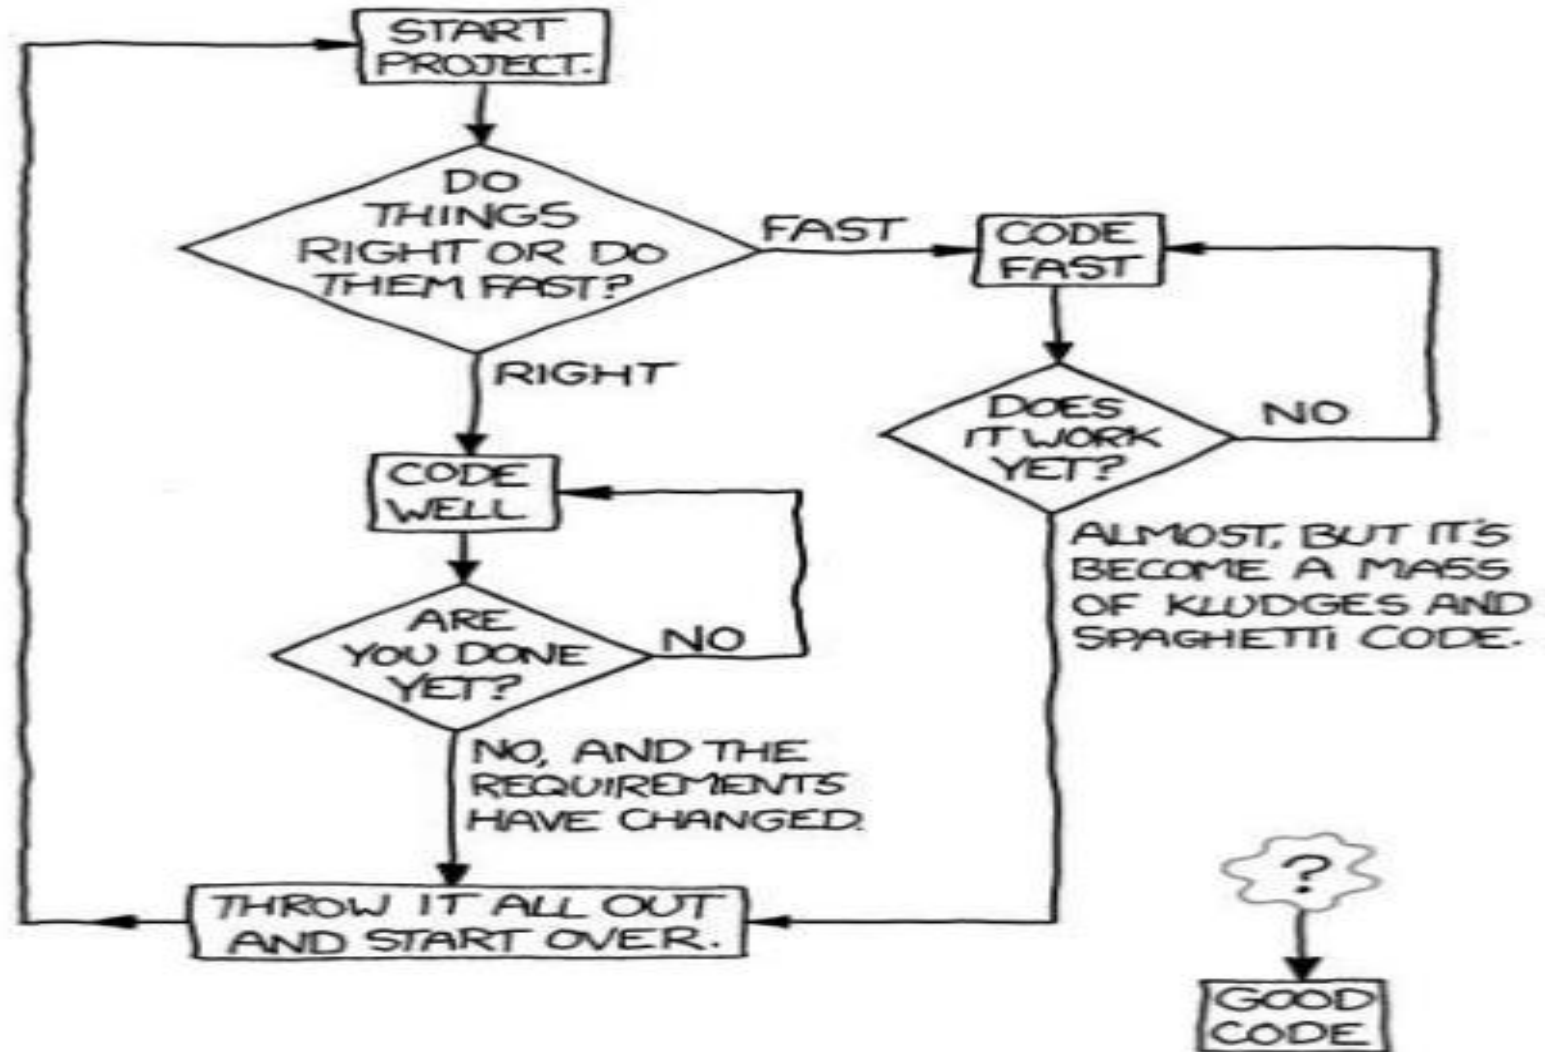 START
PROJECT.
DO
THINGS
RIGHT OR DO
THEM FAST?
FAST
CODE
FAST
RIGHT
DOES
IT WORK
YET?
NO
CODE
WELL
ALMOST, BUT IT'S
BECOME A MASS
OF KLUDGES AND
SPAGHETTI CODE.
ARE
YOU DONE
YET?
NO
NO, AND THE
REQUIREMENTS
HAVE CHANGED.
THROW IT ALL OUT
AND START OVER.
?
GOOD
CODE